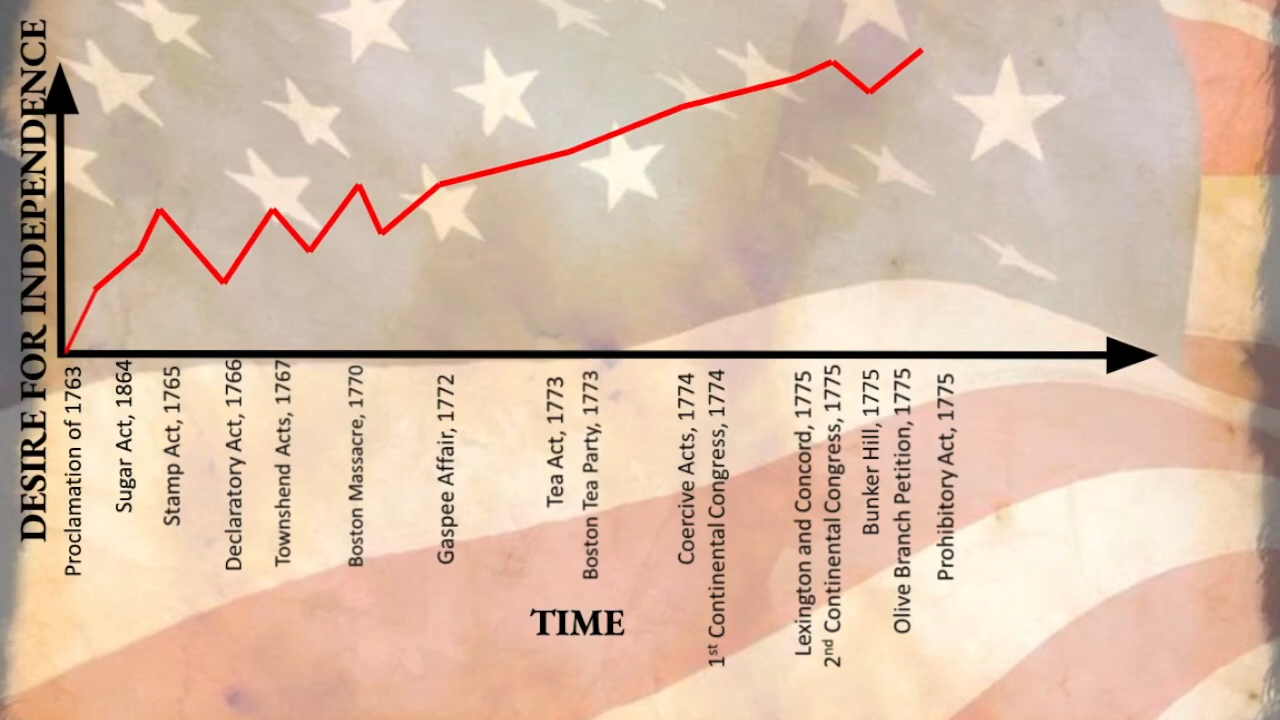 DESIRE FOR INDEPENDENCE
Proclamation of 1763
Sugar Act, 1864
Stamp Act, 1765
Declaratory Act, 1766
Townshend Acts, 1767
Boston Massacre, 1770
Gaspee Affair, 1772
Tea Act, 1773
Boston Tea Party, 1773
Coercive Acts, 1774
1st Continental Congress, 1774
Lexington and Concord, 1775
2nd Continental Congress, 1775
Bunker Hill, 1775
Olive Branch Petition, 1775
Prohibitory Act, 1775
TIME